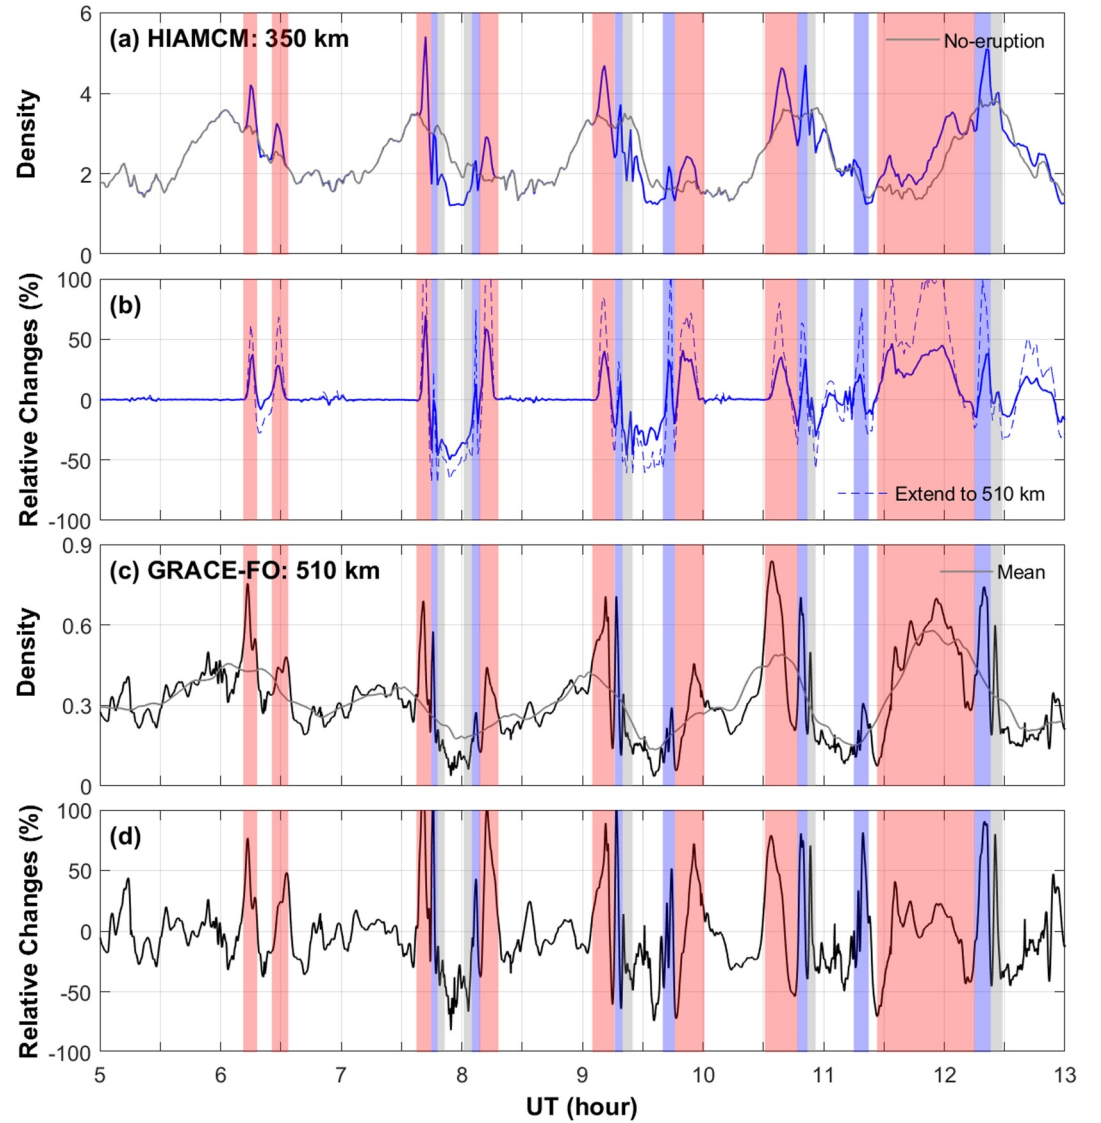 (a) HIAMCM: 350 km
No-eruption
Density
6
4
2
0
(b)
Relative Changes (%)
100
50
0
-50
-100
Extend to 510 km
(c) GRACE-FO: 510 km
Mean
Density
0.9
0.6
0.3
0
(d)
Relative Changes (%)
100
50
0
-50
-100
5 6 7 8 9 10 11 12 13
UT (hour)